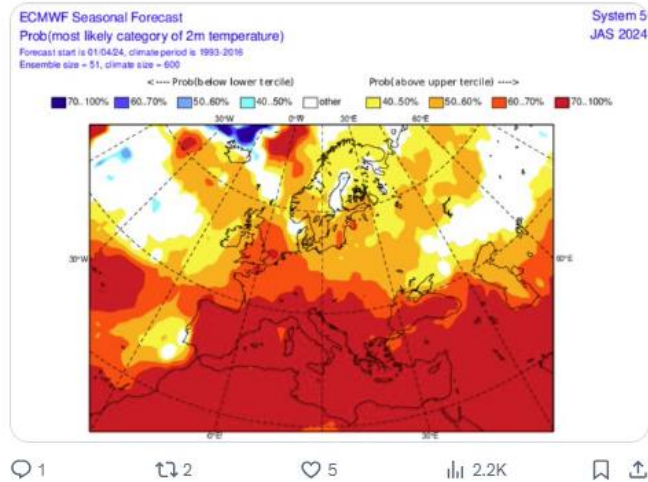 ECMWF Seasonal Forecast
System 5
Prob(most likely category of 2m temperature)
JAS 2024
Forecast start is 01/04/24, climate period is 1993-2016
Ensemble size = 51, climate size = 600
<---- Prob(below lower tercile)
Prob(above upper tercile) ---->
70..100% 60..70% 50..60% 40..50% other 40..50% 50..60% 60..70% 70..100%
30°W 0°W 30°E 60°E
30°W
60°E
0°E 30°E
1 2 5 2.2K